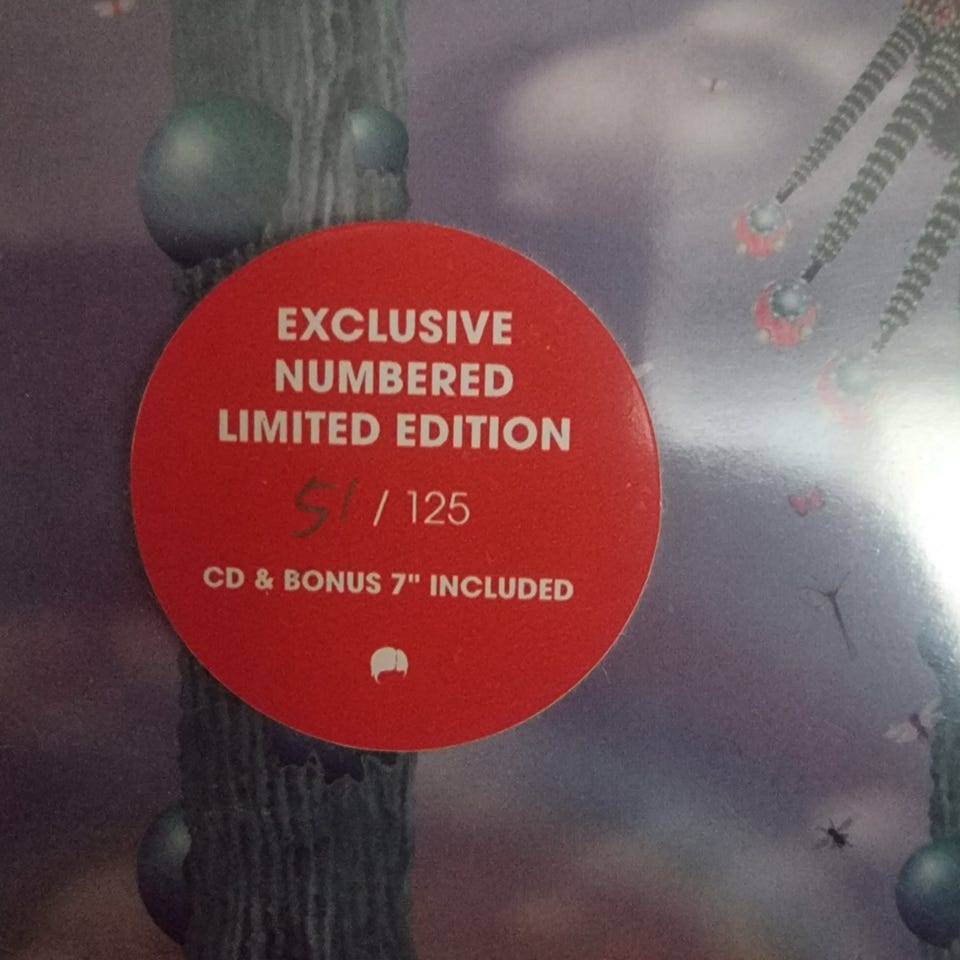 EXCLUSIVE
NUMBERED
LIMITED EDITION
51 / 125
CD & BONUS 7" INCLUDED